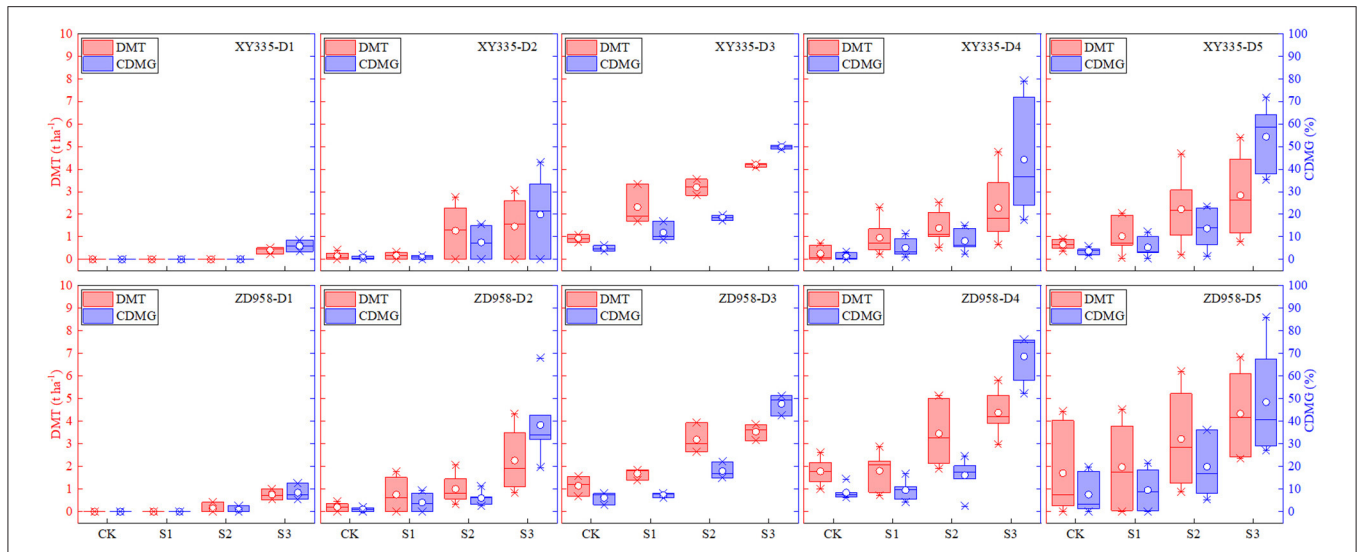 10 9 8 7 6 5 4 3 2 1 0
DMT (t ha⁻¹)
DMT
CDMG
XY335-D1
DMT
CDMG
XY335-D2
DMT
CDMG
XY335-D3
DMT
CDMG
XY335-D4
DMT
CDMG
XY335-D5
100 90 80 70 60 50 40 30 20 10 0
CDMG (%)
10 9 8 7 6 5 4 3 2 1 0
DMT (t ha⁻¹)
DMT
CDMG
ZD958-D1
DMT
CDMG
ZD958-D2
DMT
CDMG
ZD958-D3
DMT
CDMG
ZD958-D4
DMT
CDMG
ZD958-D5
100 90 80 70 60 50 40 30 20 10 0
CDMG (%)
CK S1 S2 S3 CK S1 S2 S3 CK S1 S2 S3 CK S1 S2 S3 CK S1 S2 S3